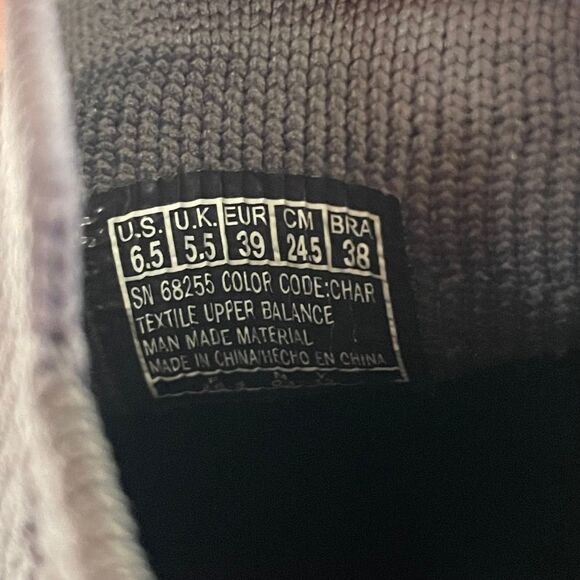 U.S. U.K. EUR CM BRA
6.5 5.5 39 24.5 38
SN 68255 COLOR CODE:CHAR
TEXTILE UPPER BALANCE
MAN MADE MATERIAL
MADE IN CHINA/HECHO EN CHINA